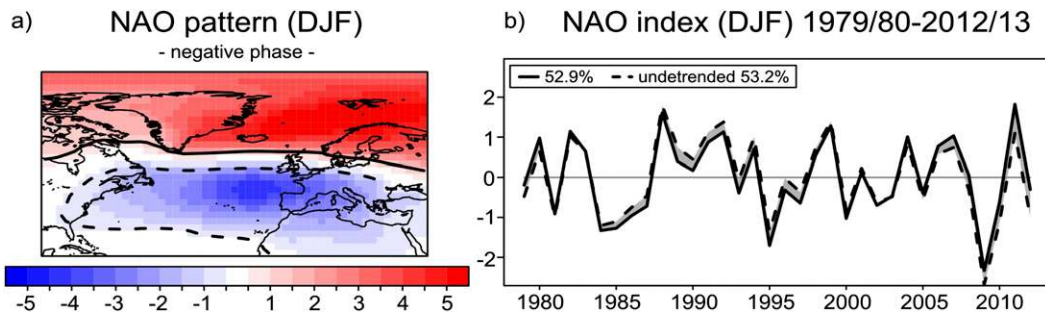 a) NAO pattern (DJF)
- negative phase -
-5 -4 -3 -2 -1 1 2 3 4 5
b) NAO index (DJF) 1979/80-2012/13
52.9% undetrended 53.2%
2
1
0
-1
-2
1980 1985 1990 1995 2000 2005 2010